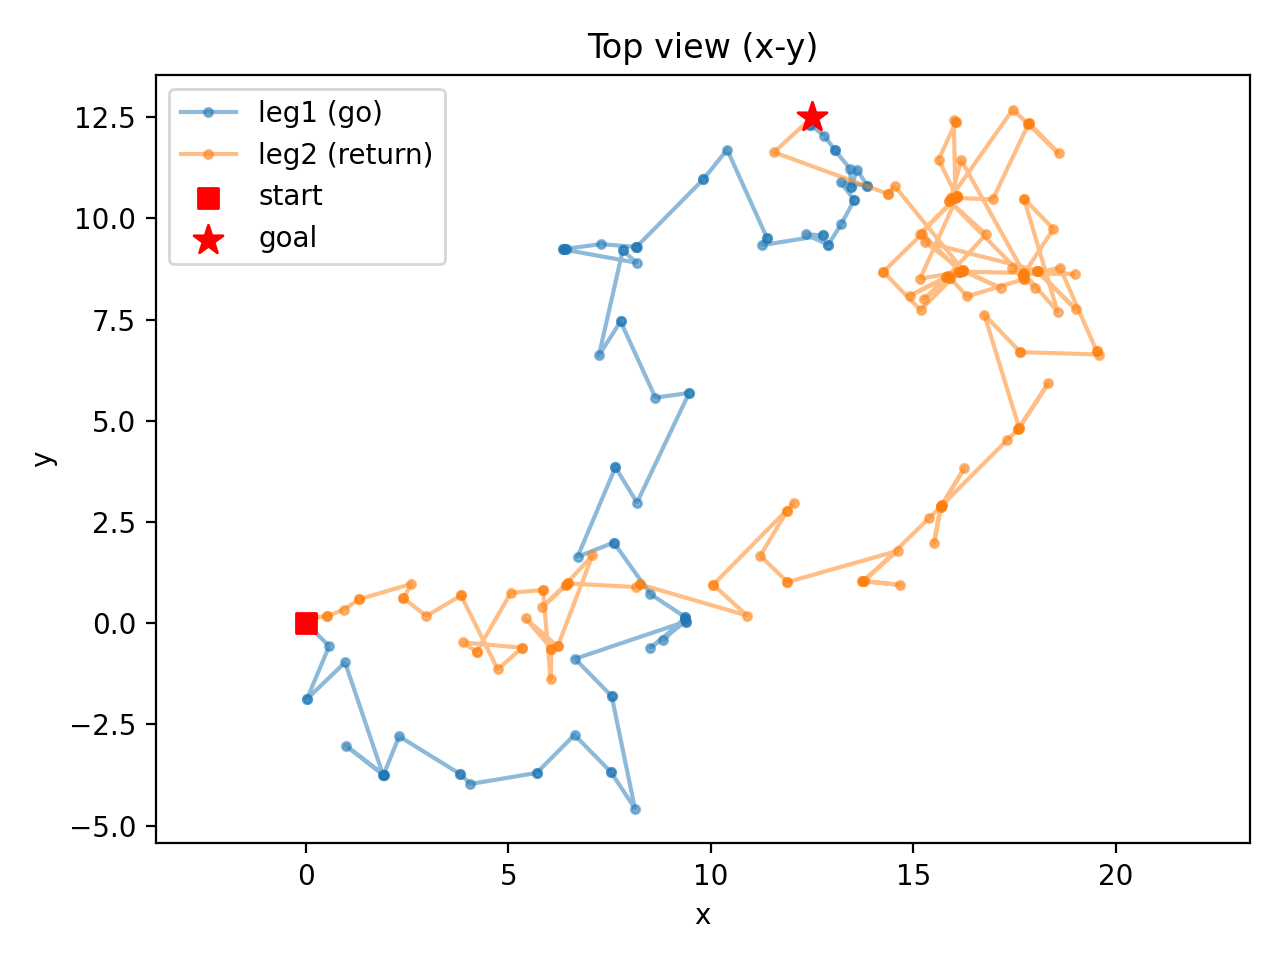 Top view (x-y)
leg1 (go)
leg2 (return)
start
goal
12.5
10.0
7.5
5.0
2.5
0.0
−2.5
−5.0
y
0 5 10 15 20
x